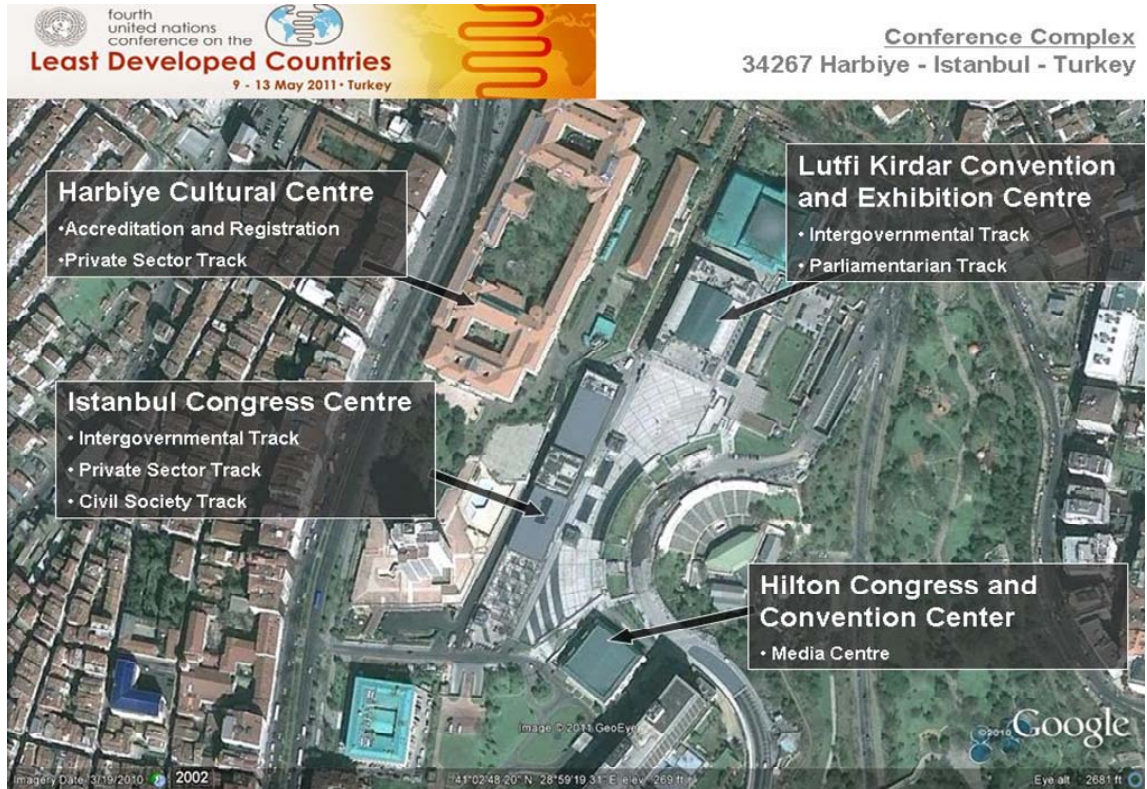 fourth
united nations
conference on the
Least Developed Countries
9 - 13 May 2011 • Turkey
Conference Complex
34267 Harbiye - Istanbul - Turkey
Harbiye Cultural Centre
•Accreditation and Registration
•Private Sector Track
Lutfi Kirdar Convention
and Exhibition Centre
• Intergovernmental Track
• Parliamentarian Track
Istanbul Congress Centre
• Intergovernmental Track
• Private Sector Track
• Civil Society Track
Hilton Congress and
Convention Center
• Media Centre
Image © 2011 GeoEye
©2010 Google
Imagery Date: 3/19/2010 2002 41°02'48.20" N 28°59'19.31" E elev 269 ft Eye alt 2681 ft